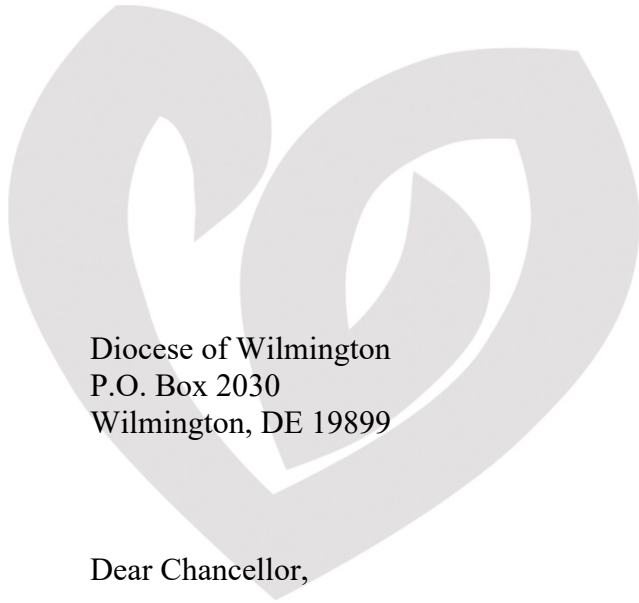 Diocese of Wilmington
P.O. Box 2030
Wilmington, DE 19899
Dear Chancellor,